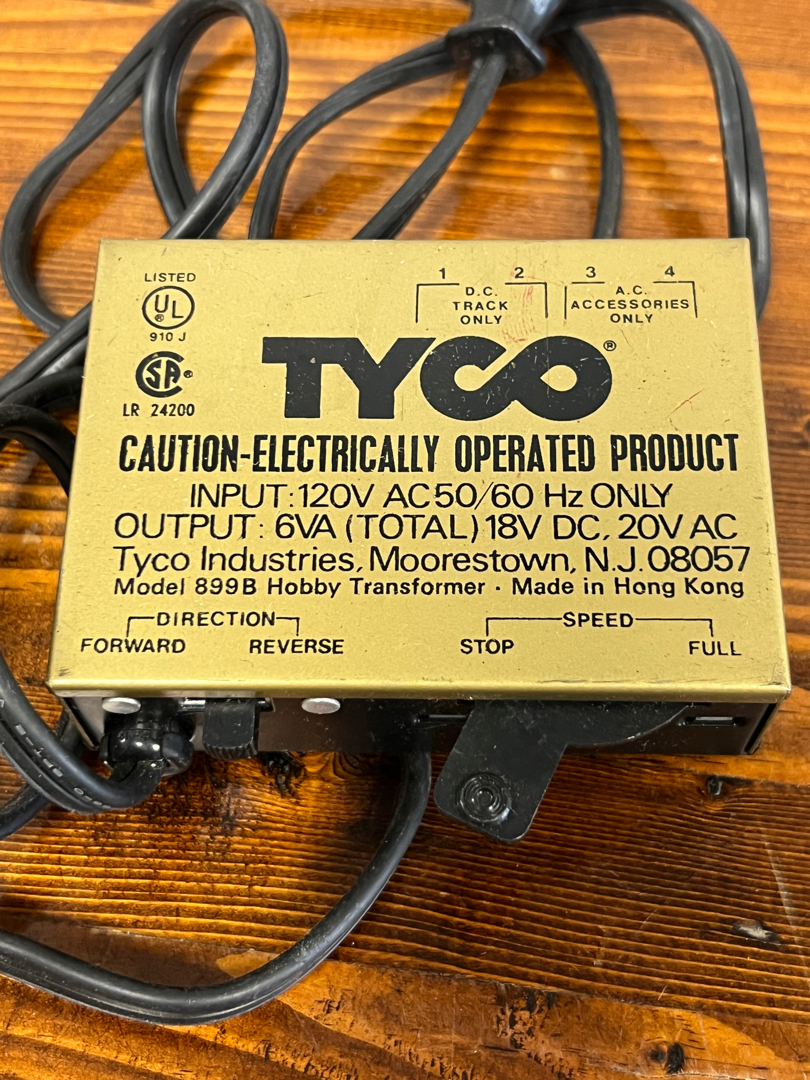 LISTED
UL®
910 J
SA®
LR 24200
1 2
D.C.
TRACK
ONLY
3 4
A.C.
ACCESSORIES
ONLY
TYCO®
CAUTION-ELECTRICALLY OPERATED PRODUCT
INPUT: 120V AC 50/60 Hz ONLY
OUTPUT: 6VA (TOTAL) 18V DC, 20V AC
Tyco Industries, Moorestown, N.J. 08057
Model 899B Hobby Transformer · Made in Hong Kong
DIRECTION
FORWARD REVERSE
SPEED
STOP FULL